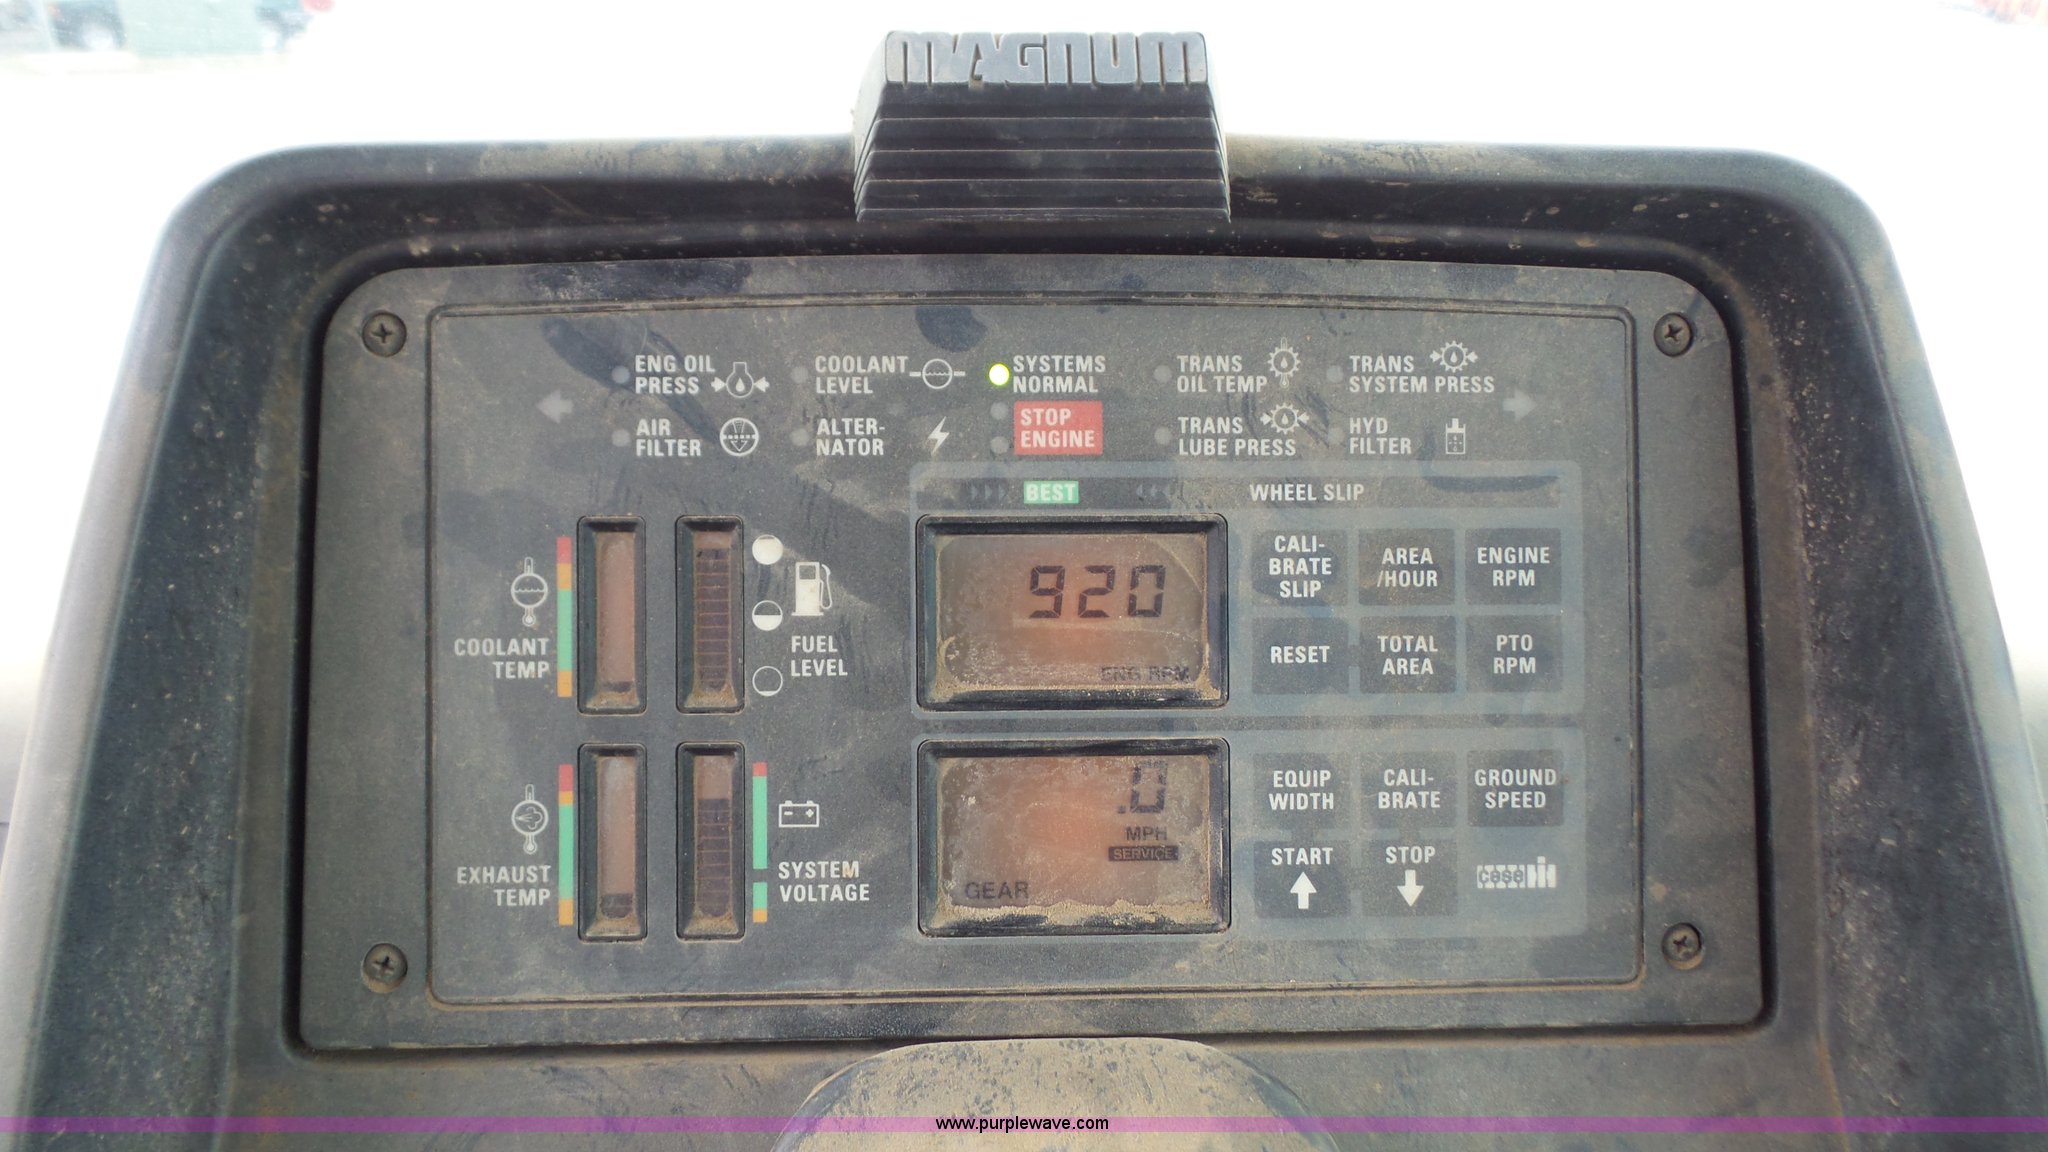 MAGNUM
ENG OIL
PRESS
COOLANT
LEVEL
SYSTEMS
NORMAL
TRANS
OIL TEMP
TRANS
SYSTEM PRESS
AIR
FILTER
ALTER-
NATOR
STOP
ENGINE
TRANS
LUBE PRESS
HYD
FILTER
BEST
WHEEL SLIP
COOLANT
TEMP
FUEL
LEVEL
920
ENG RPM
CALI-
BRATE
SLIP
AREA
/HOUR
ENGINE
RPM
RESET
TOTAL
AREA
PTO
RPM
EXHAUST
TEMP
SYSTEM
VOLTAGE
.0
MPH
SERVICE
GEAR
EQUIP
WIDTH
CALI-
BRATE
GROUND
SPEED
START
STOP
case IH
www.purplewave.com